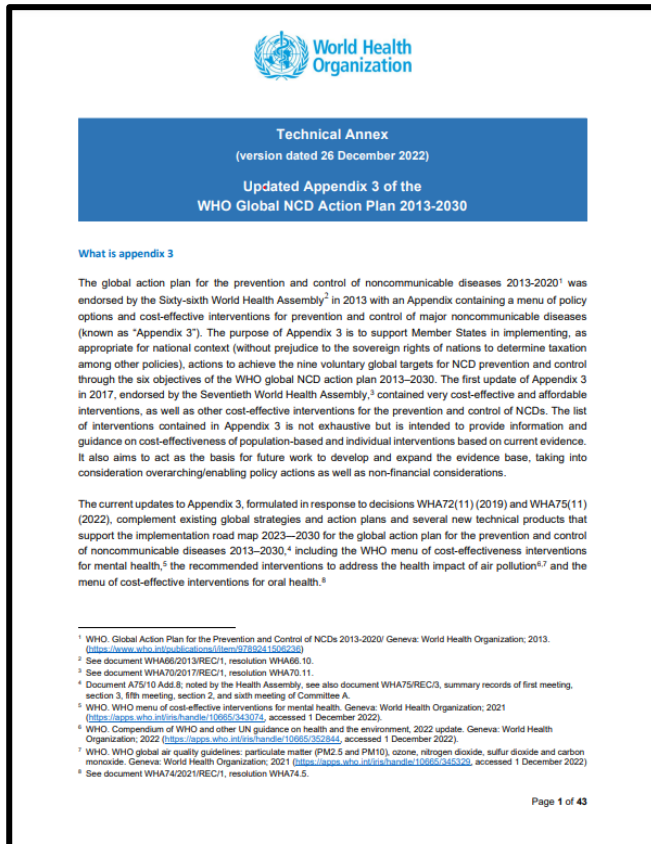 World Health
Organization
Technical Annex
(version dated 26 December 2022)
Updated Appendix 3 of the
WHO Global NCD Action Plan 2013-2030
What is appendix 3
The global action plan for the prevention and control of noncommunicable diseases 2013-2020¹ was
endorsed by the Sixty-sixth World Health Assembly² in 2013 with an Appendix containing a menu of policy
options and cost-effective interventions for prevention and control of major noncommunicable diseases
(known as “Appendix 3”). The purpose of Appendix 3 is to support Member States in implementing, as
appropriate for national context (without prejudice to the sovereign rights of nations to determine taxation
among other policies), actions to achieve the nine voluntary global targets for NCD prevention and control
through the six objectives of the WHO global NCD action plan 2013–2030. The first update of Appendix 3
in 2017, endorsed by the Seventieth World Health Assembly,³ contained very cost-effective and affordable
interventions, as well as other cost-effective interventions for the prevention and control of NCDs. The list
of interventions contained in Appendix 3 is not exhaustive but is intended to provide information and
guidance on cost-effectiveness of population-based and individual interventions based on current evidence.
It also aims to act as the basis for future work to develop and expand the evidence base, taking into
consideration overarching/enabling policy actions as well as non-financial considerations.
The current updates to Appendix 3, formulated in response to decisions WHA72(11) (2019) and WHA75(11)
(2022), complement existing global strategies and action plans and several new technical products that
support the implementation road map 2023–-2030 for the global action plan for the prevention and control
of noncommunicable diseases 2013–2030,⁴ including the WHO menu of cost-effectiveness interventions
for mental health,⁵ the recommended interventions to address the health impact of air pollution⁶,⁷ and the
menu of cost-effective interventions for oral health.⁸
¹ WHO. Global Action Plan for the Prevention and Control of NCDs 2013-2020/ Geneva: World Health Organization; 2013.
(https://www.who.int/publications/i/item/9789241506236)
² See document WHA66/2013/REC/1, resolution WHA66.10.
³ See document WHA70/2017/REC/1, resolution WHA70.11.
⁴ Document A75/10 Add.8; noted by the Health Assembly, see also document WHA75/REC/3, summary records of first meeting,
section 3, fifth meeting, section 2, and sixth meeting of Committee A.
⁵ WHO. WHO menu of cost-effective interventions for mental health. Geneva: World Health Organization; 2021
(https://apps.who.int/iris/handle/10665/343074, accessed 1 December 2022).
⁶ WHO. Compendium of WHO and other UN guidance on health and the environment, 2022 update. Geneva: World Health
Organization; 2022 (https://apps.who.int/iris/handle/10665/352844, accessed 1 December 2022).
⁷ WHO. WHO global air quality guidelines: particulate matter (PM2.5 and PM10), ozone, nitrogen dioxide, sulfur dioxide and carbon
monoxide. Geneva: World Health Organization; 2021 (https://apps.who.int/iris/handle/10665/345329, accessed 1 December 2022)
⁸ See document WHA74/2021/REC/1, resolution WHA74.5.
Page 1 of 43